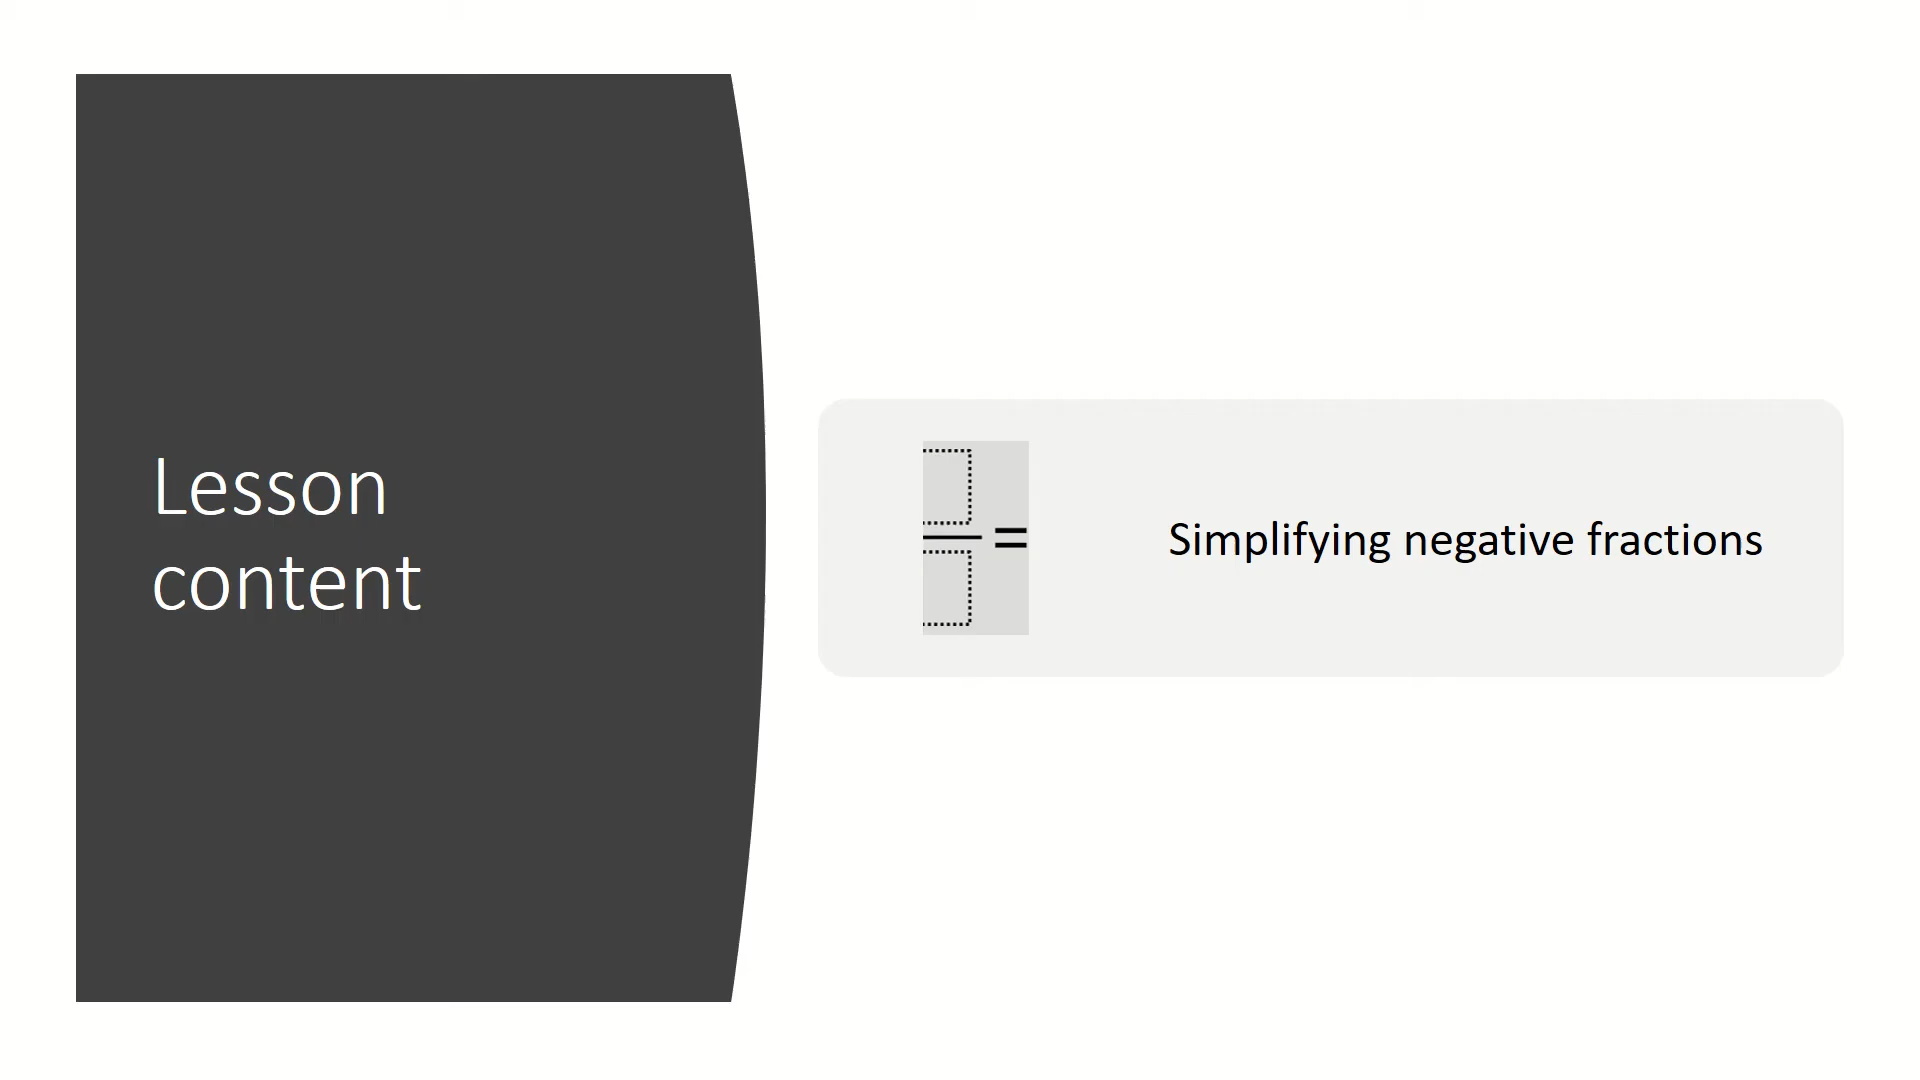 Lesson
content
=
Simplifying negative fractions